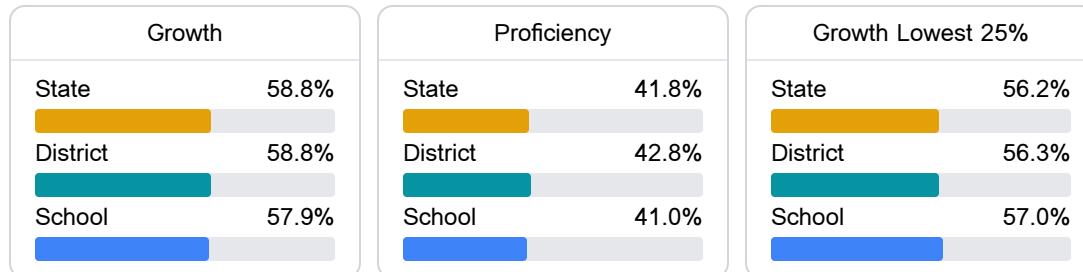 Growth
State 58.8%
District 58.8%
School 57.9%
Proficiency
State 41.8%
District 42.8%
School 41.0%
Growth Lowest 25%
State 56.2%
District 56.3%
School 57.0%